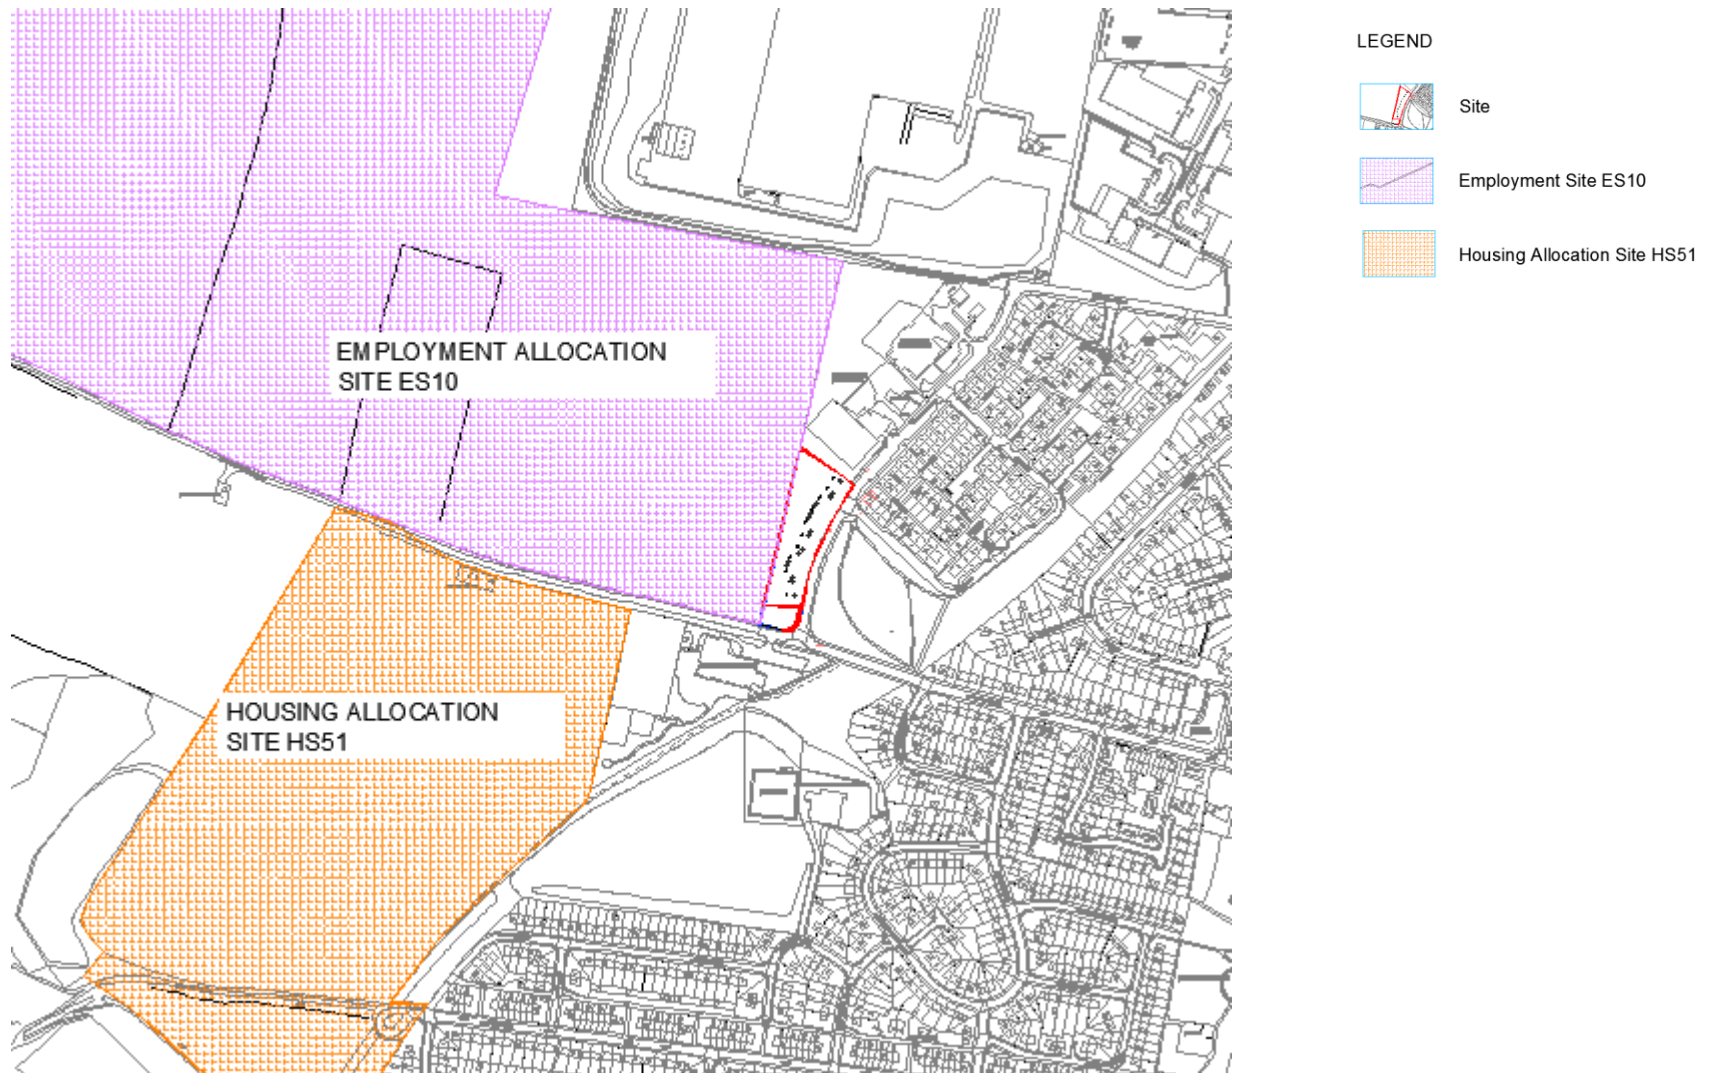 LEGEND
Site
Employment Site ES10
Housing Allocation Site HS51
EMPLOYMENT ALLOCATION
SITE ES10
HOUSING ALLOCATION
SITE HS51